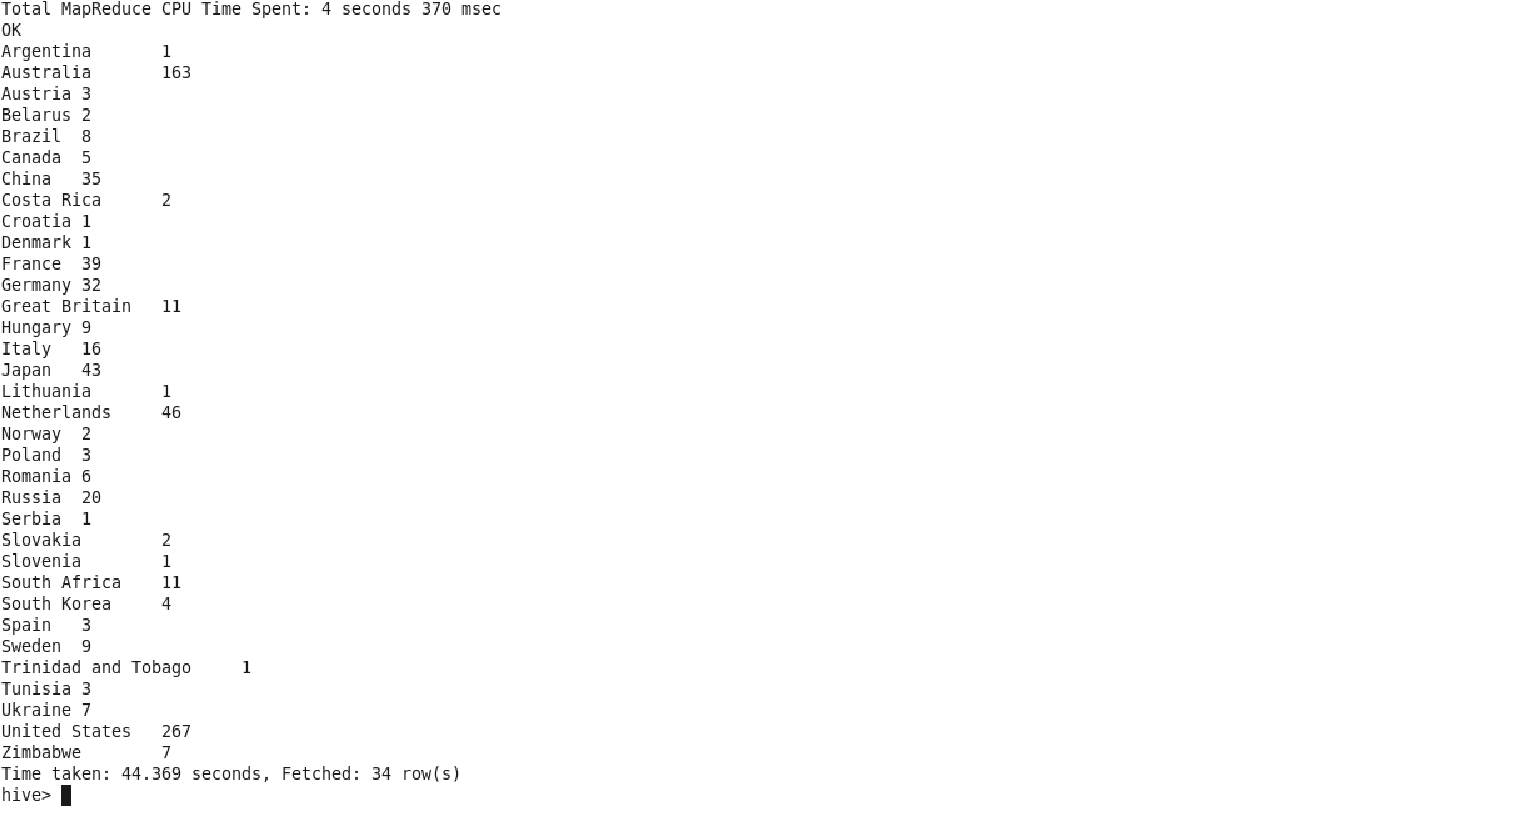 Total MapReduce CPU Time Spent: 4 seconds 370 msec
OK
Argentina 1
Australia 163
Austria 3
Belarus 2
Brazil 8
Canada 5
China 35
Costa Rica 2
Croatia 1
Denmark 1
France 39
Germany 32
Great Britain 11
Hungary 9
Italy 16
Japan 43
Lithuania 1
Netherlands 46
Norway 2
Poland 3
Romania 6
Russia 20
Serbia 1
Slovakia 2
Slovenia 1
South Africa 11
South Korea 4
Spain 3
Sweden 9
Trinidad and Tobago 1
Tunisia 3
Ukraine 7
United States 267
Zimbabwe 7
Time taken: 44.369 seconds, Fetched: 34 row(s)
hive>